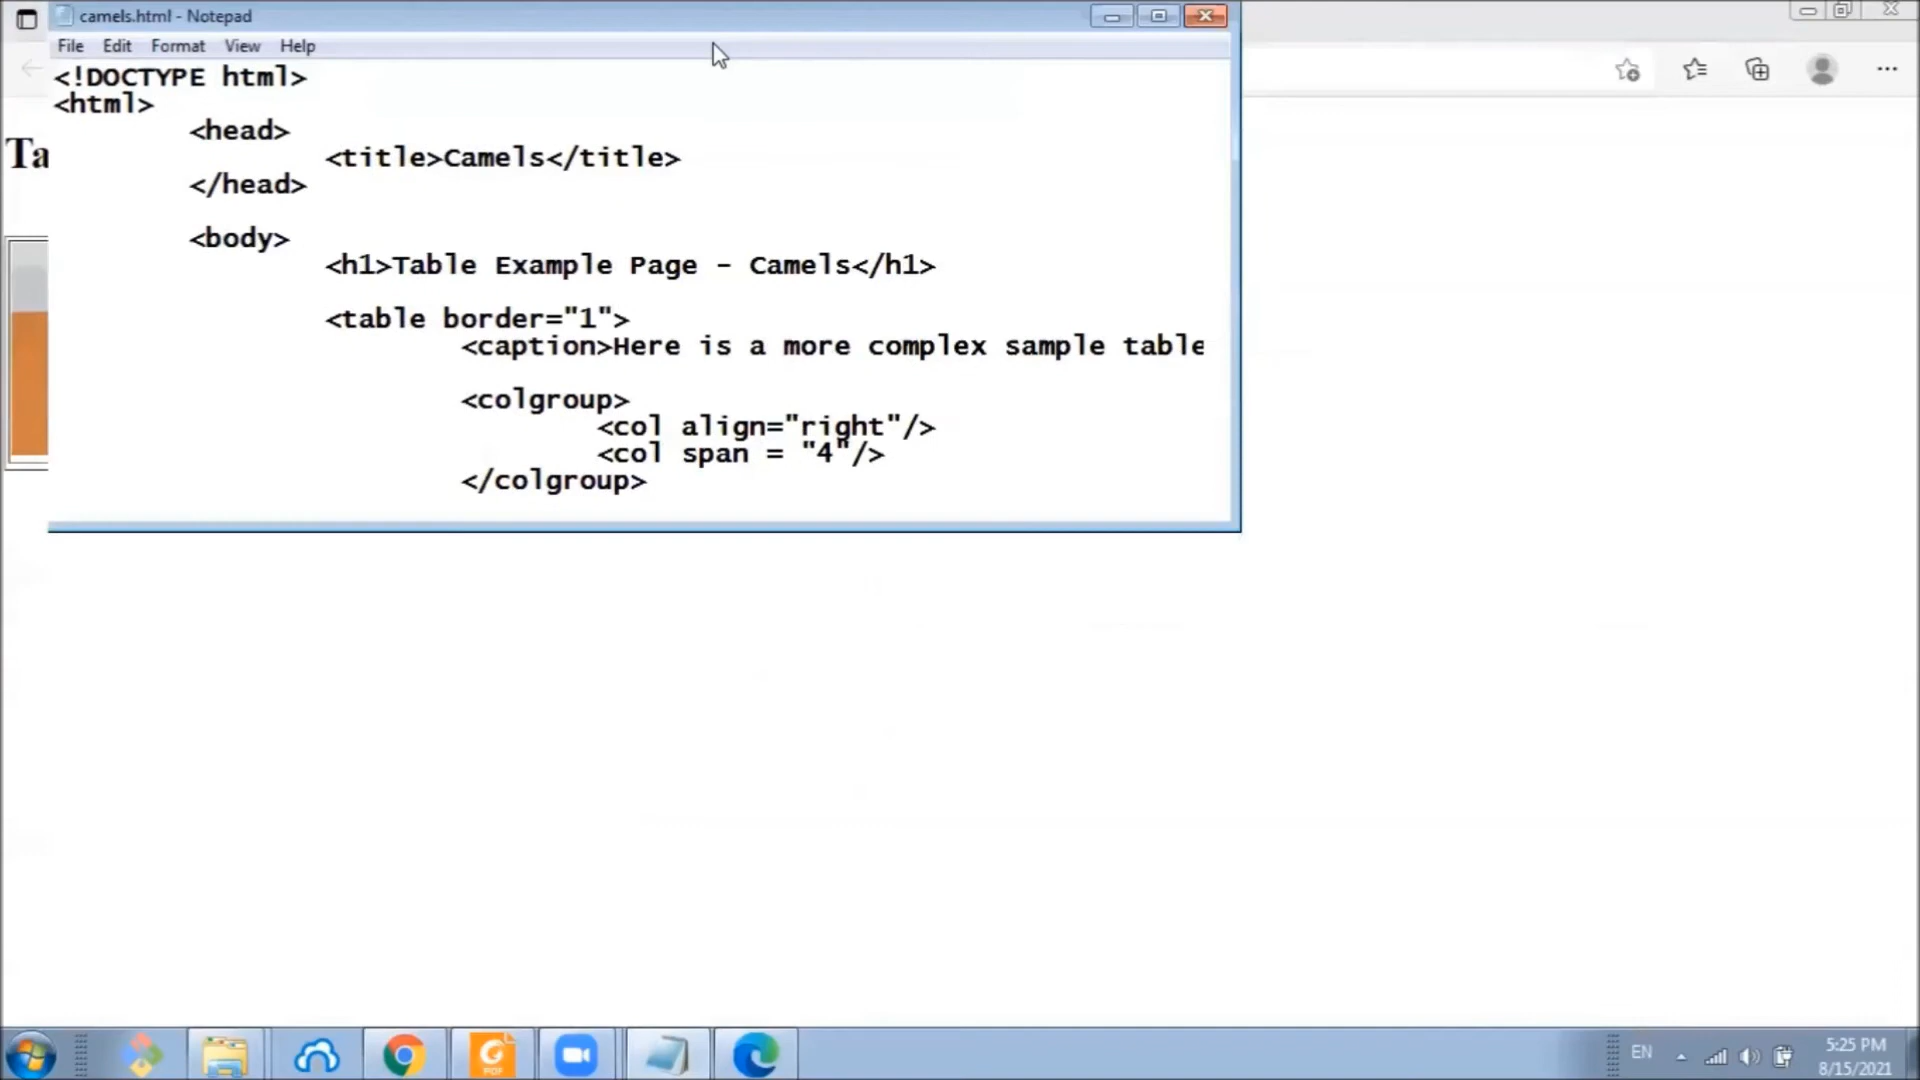 camels.html - Notepad
File Edit Format View Help
<!DOCTYPE html>
<html>
<head>
<title>Camels</title>
</head>
<body>
<h1>Table Example Page - Camels</h1>
<table border="1">
<caption>Here is a more complex sample table
<colgroup>
<col align="right"/>
<col span = "4"/>
</colgroup>
Ta
PDF
EN
5:25 PM
8/15/2021